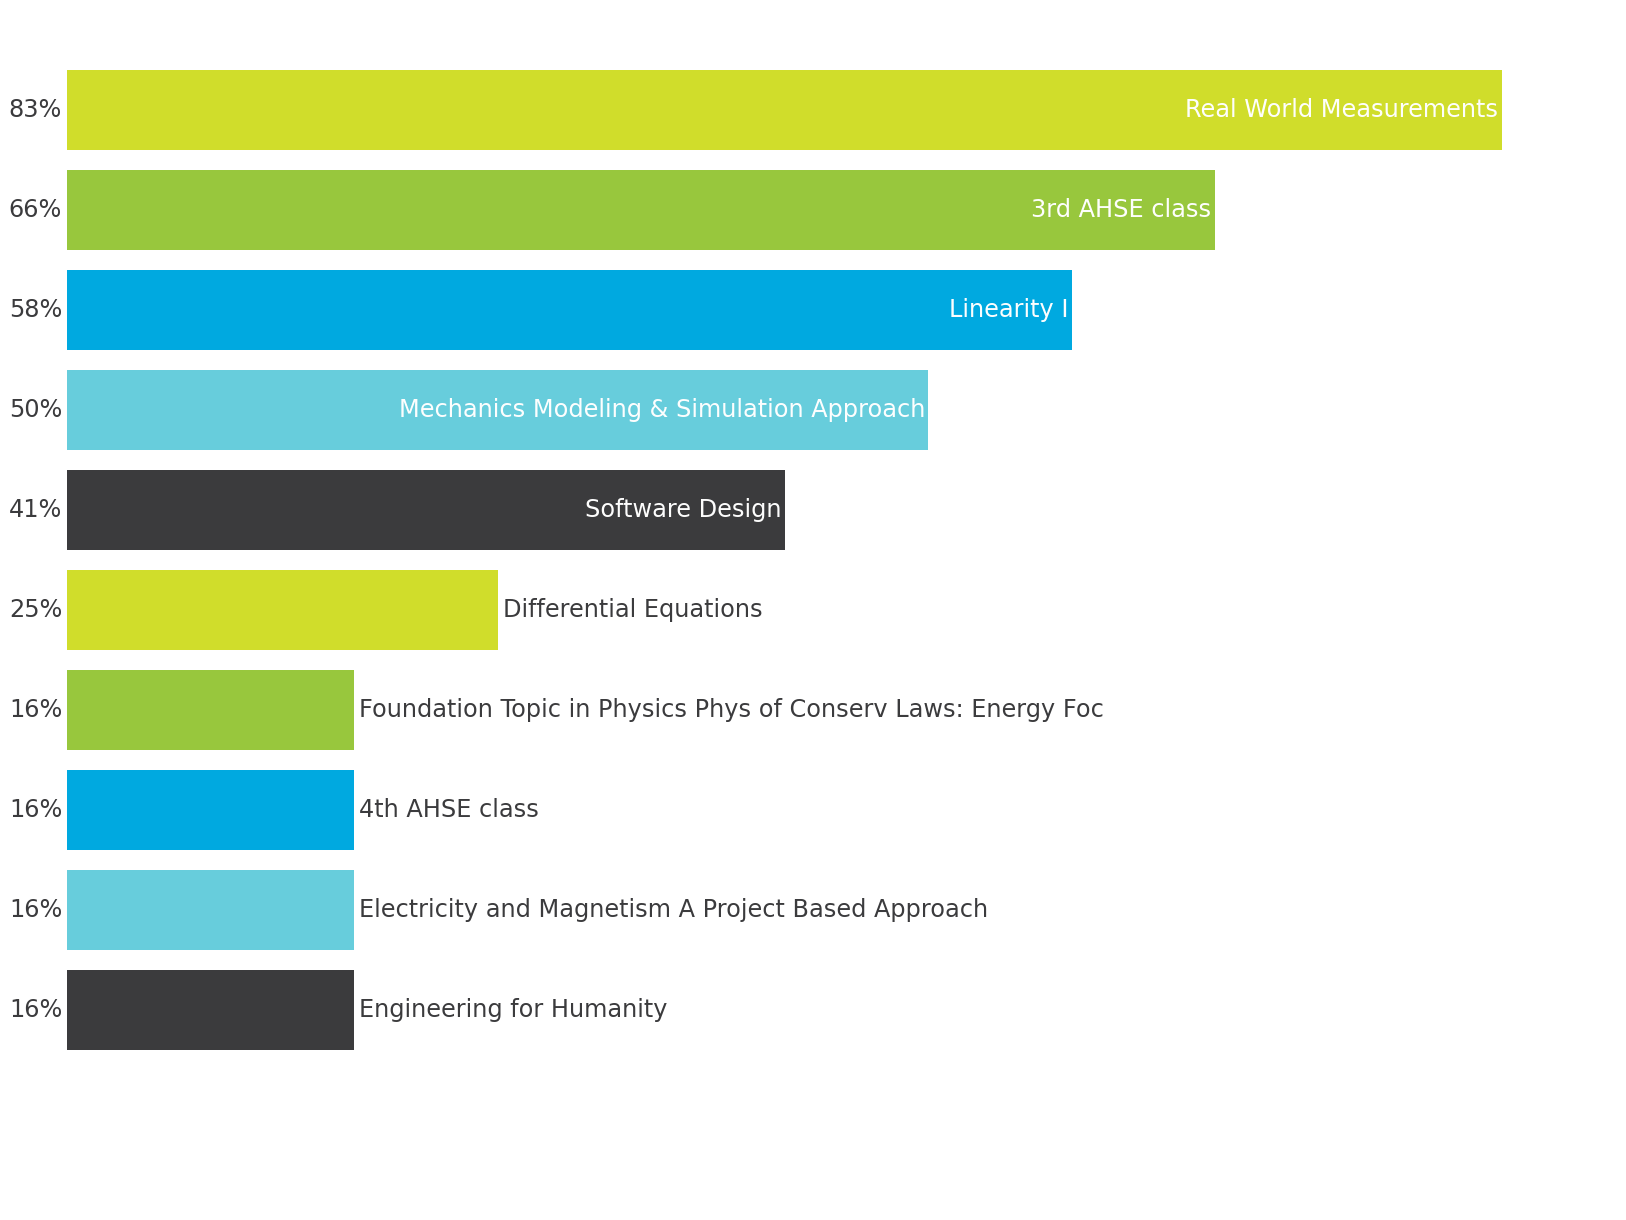 83% Real World Measurements
66% 3rd AHSE class
58% Linearity I
50% Mechanics Modeling & Simulation Approach
41% Software Design
25% Differential Equations
16% Foundation Topic in Physics Phys of Conserv Laws: Energy Foc
16% 4th AHSE class
16% Electricity and Magnetism A Project Based Approach
16% Engineering for Humanity